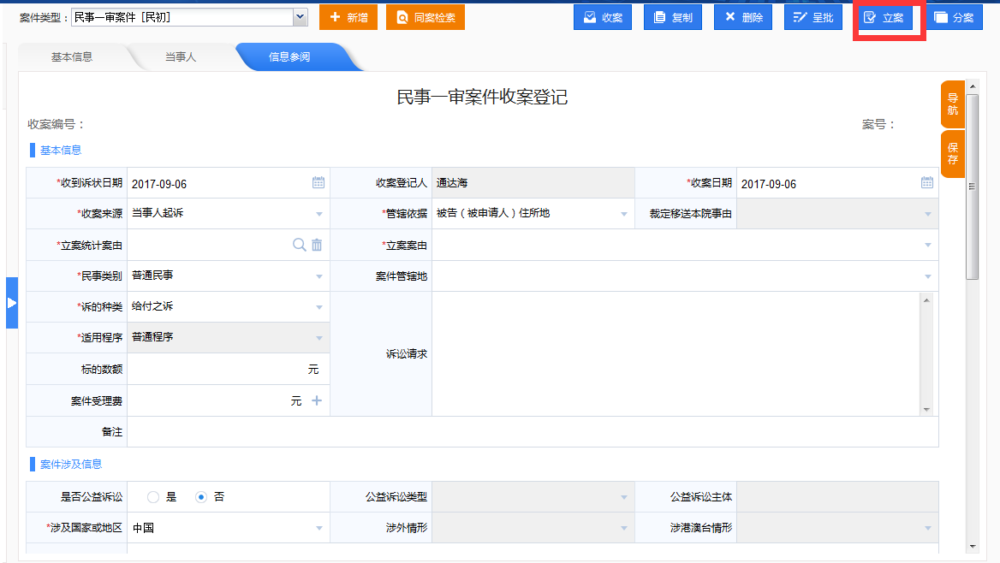 案件类型： 民事一审案件 [民初] 新增 同案检索 收案 复制 删除 呈批 立案 分案
基本信息 当事人 信息参阅
民事一审案件收案登记
导航
收案编号： 案号：
保存
基本信息
*收到诉状日期 2017-09-06 收案登记人 通达海 *收案日期 2017-09-06
*收案来源 当事人起诉 *管辖依据 被告（被申请人）住所地 裁定移送本院事由
*立案统计案由 *立案案由
*民事类别 普通民事 案件管辖地
*诉的种类 给付之诉
*适用程序 普通程序
诉讼请求
标的数额 元
案件受理费 元
备注
案件涉及信息
是否公益诉讼 是 否 公益诉讼类型 公益诉讼主体
*涉及国家或地区 中国 涉外情形 涉港澳台情形